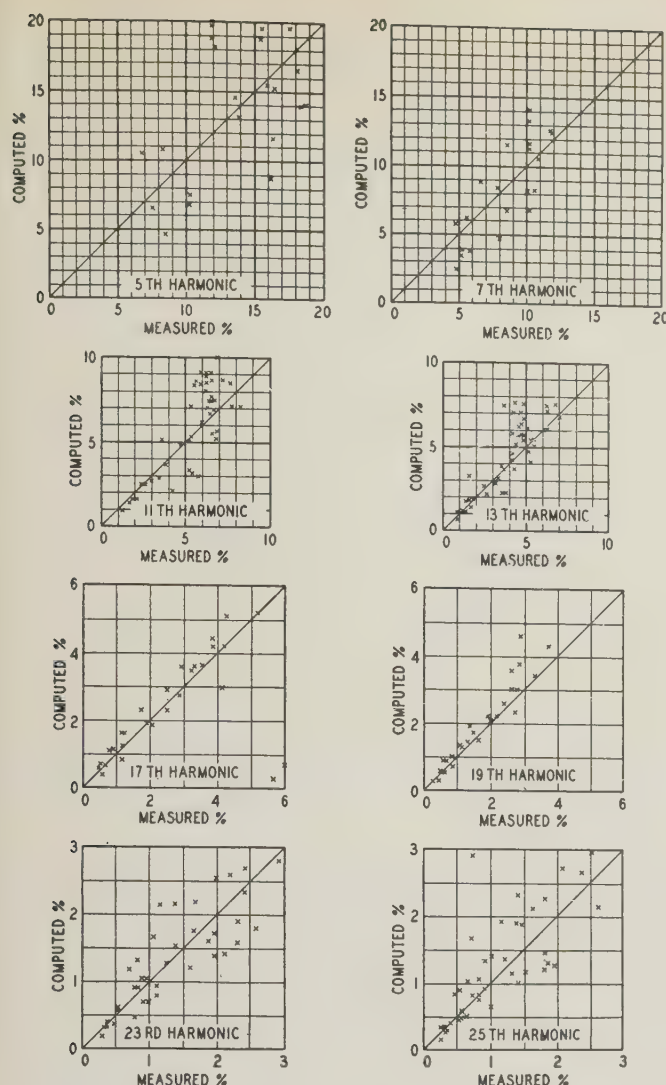 20
15
10
5
0
COMPUTED %
5 TH HARMONIC
0 5 10 15 20
MEASURED %
20
15
10
5
0
COMPUTED %
7 TH HARMONIC
0 5 10 15 20
MEASURED %
10
5
0
COMPUTED %
11 TH HARMONIC
0 5 10
MEASURED %
10
5
0
COMPUTED %
13 TH HARMONIC
0 5 10
MEASURED %
6
4
2
0
COMPUTED %
17 TH HARMONIC
0 2 4 6
MEASURED %
6
4
2
0
COMPUTED %
19 TH HARMONIC
0 2 4 6
MEASURED %
3
2
1
0
COMPUTED %
23 RD HARMONIC
0 1 2 3
MEASURED %
3
2
1
0
COMPUTED %
25 TH HARMONIC
0 1 2 3
MEASURED %